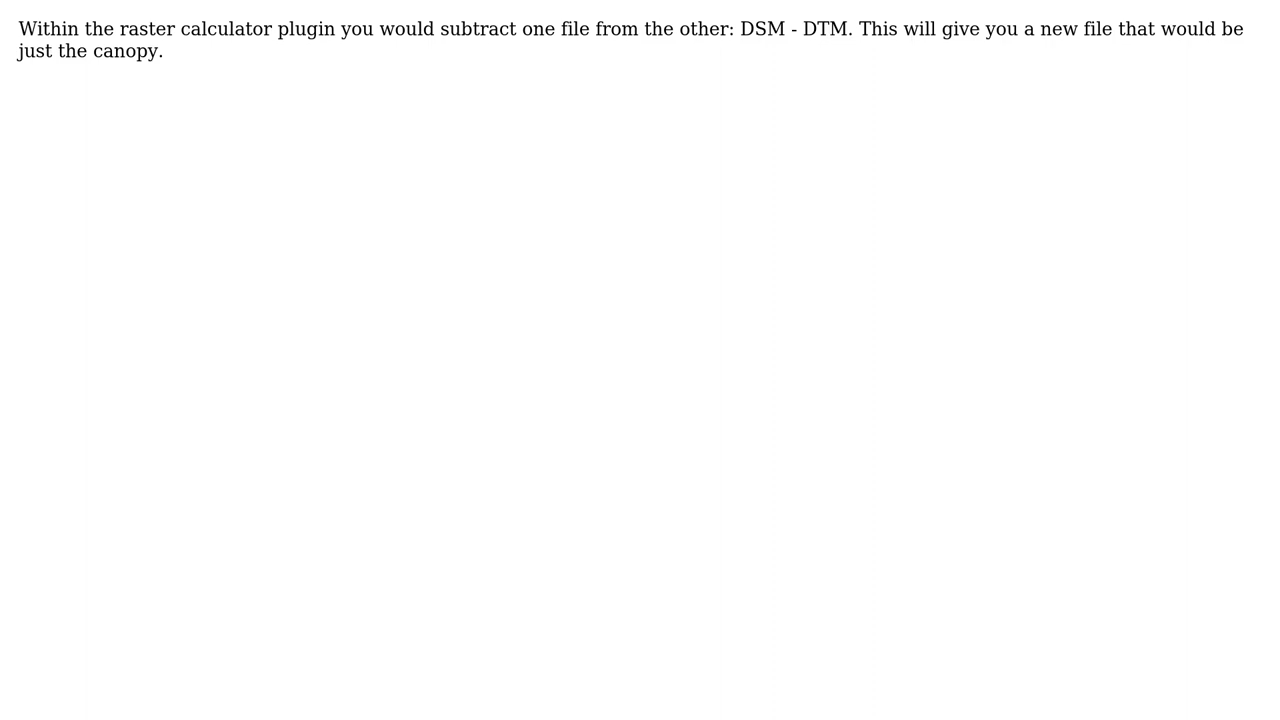 Within the raster calculator plugin you would subtract one file from the other: DSM - DTM. This will give you a new file that would be
just the canopy.